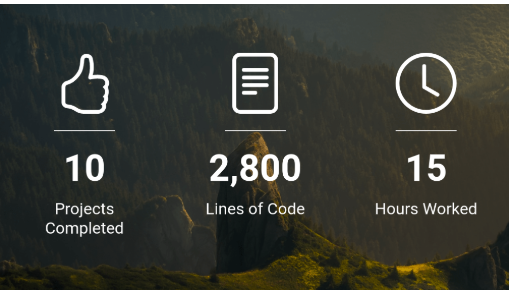 10
Projects
Completed
2,800
Lines of Code
15
Hours Worked